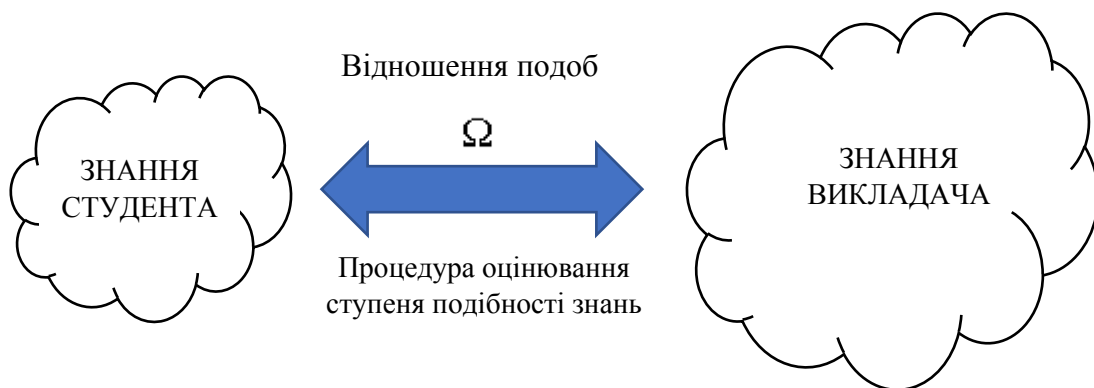 Відношення подоб
Ω
ЗНАННЯ
СТУДЕНТА
ЗНАННЯ
ВИКЛАДАЧА
Процедура оцінювання
ступеня подібності знань